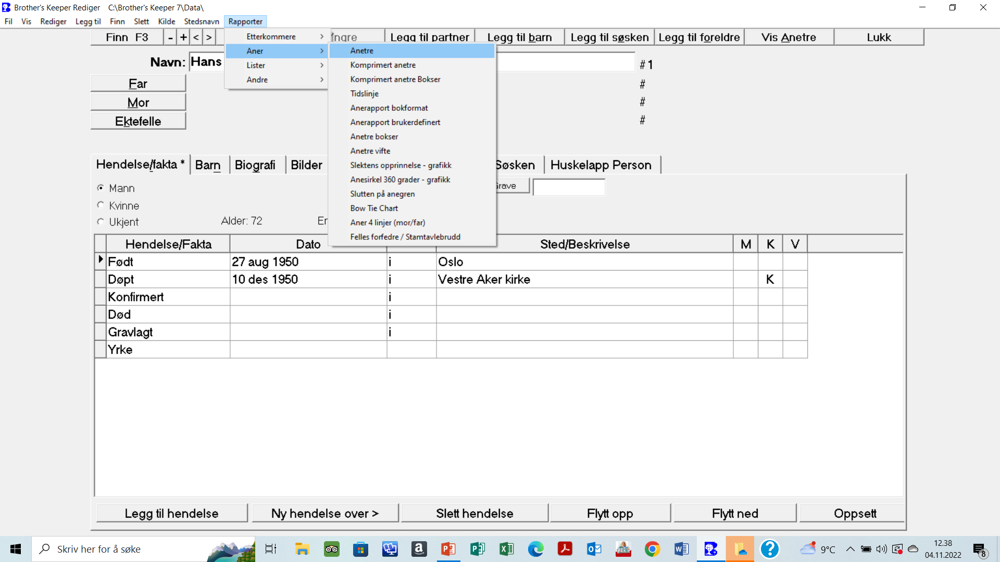 Brother's Keeper Rediger C:\Brother's Keeper 7\Data\
Fil Vis Rediger Legg til Finn Slett Kilde Stedsnavn Rapporter
Finn F3 - + < > Yngre Legg til partner Legg til barn Legg til søsken Legg til foreldre Vis Anetre Lukk
Etterkommere
Aner
Lister
Andre
Anetre
Komprimert anetre
Komprimert anetre Bokser
Tidslinje
Anerapport bokformat
Anerapport brukerdefinert
Anetre bokser
Anetre vifte
Slektens opprinnelse - grafikk
Anesirkel 360 grader - grafikk
Slutten på anegren
Bow Tie Chart
Aner 4 linjer (mor/far)
Felles forfedre / Stamtavlebrudd
Navn: Hans # 1
Far #
Mor #
Ektefelle #
Hendelse/fakta * Barn Biografi Bilder Søsken Huskelapp Person
Mann
Kvinne
Ukjent Alder: 72
Hendelse/Fakta Dato Sted/Beskrivelse M K V
Født 27 aug 1950 i Oslo
Døpt 10 des 1950 i Vestre Aker kirke K
Konfirmert i
Død i
Gravlagt i
Yrke
Legg til hendelse Ny hendelse over > Slett hendelse Flytt opp Flytt ned Oppsett
Skriv her for å søke 9°C 12.38
04.11.2022 8